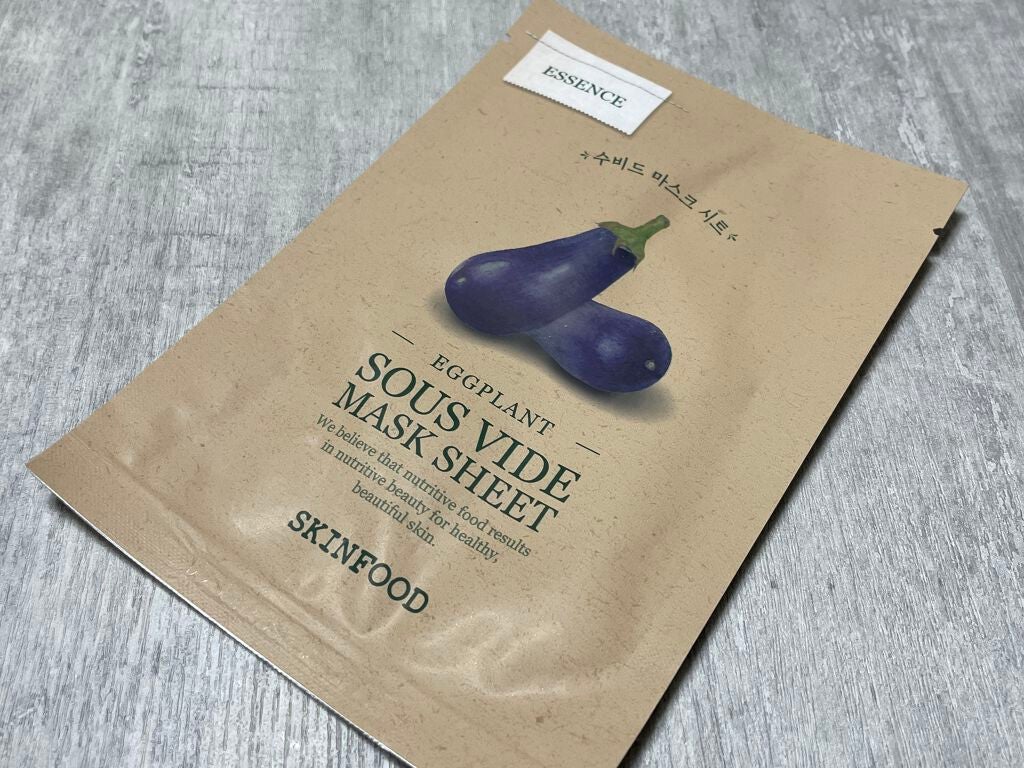 ESSENCE
수비드 마스크 시트
EGGPLANT
SOUS VIDE
MASK SHEET
We believe that nutritive food results
in nutritive beauty for healthy,
beautiful skin.
SKINFOOD